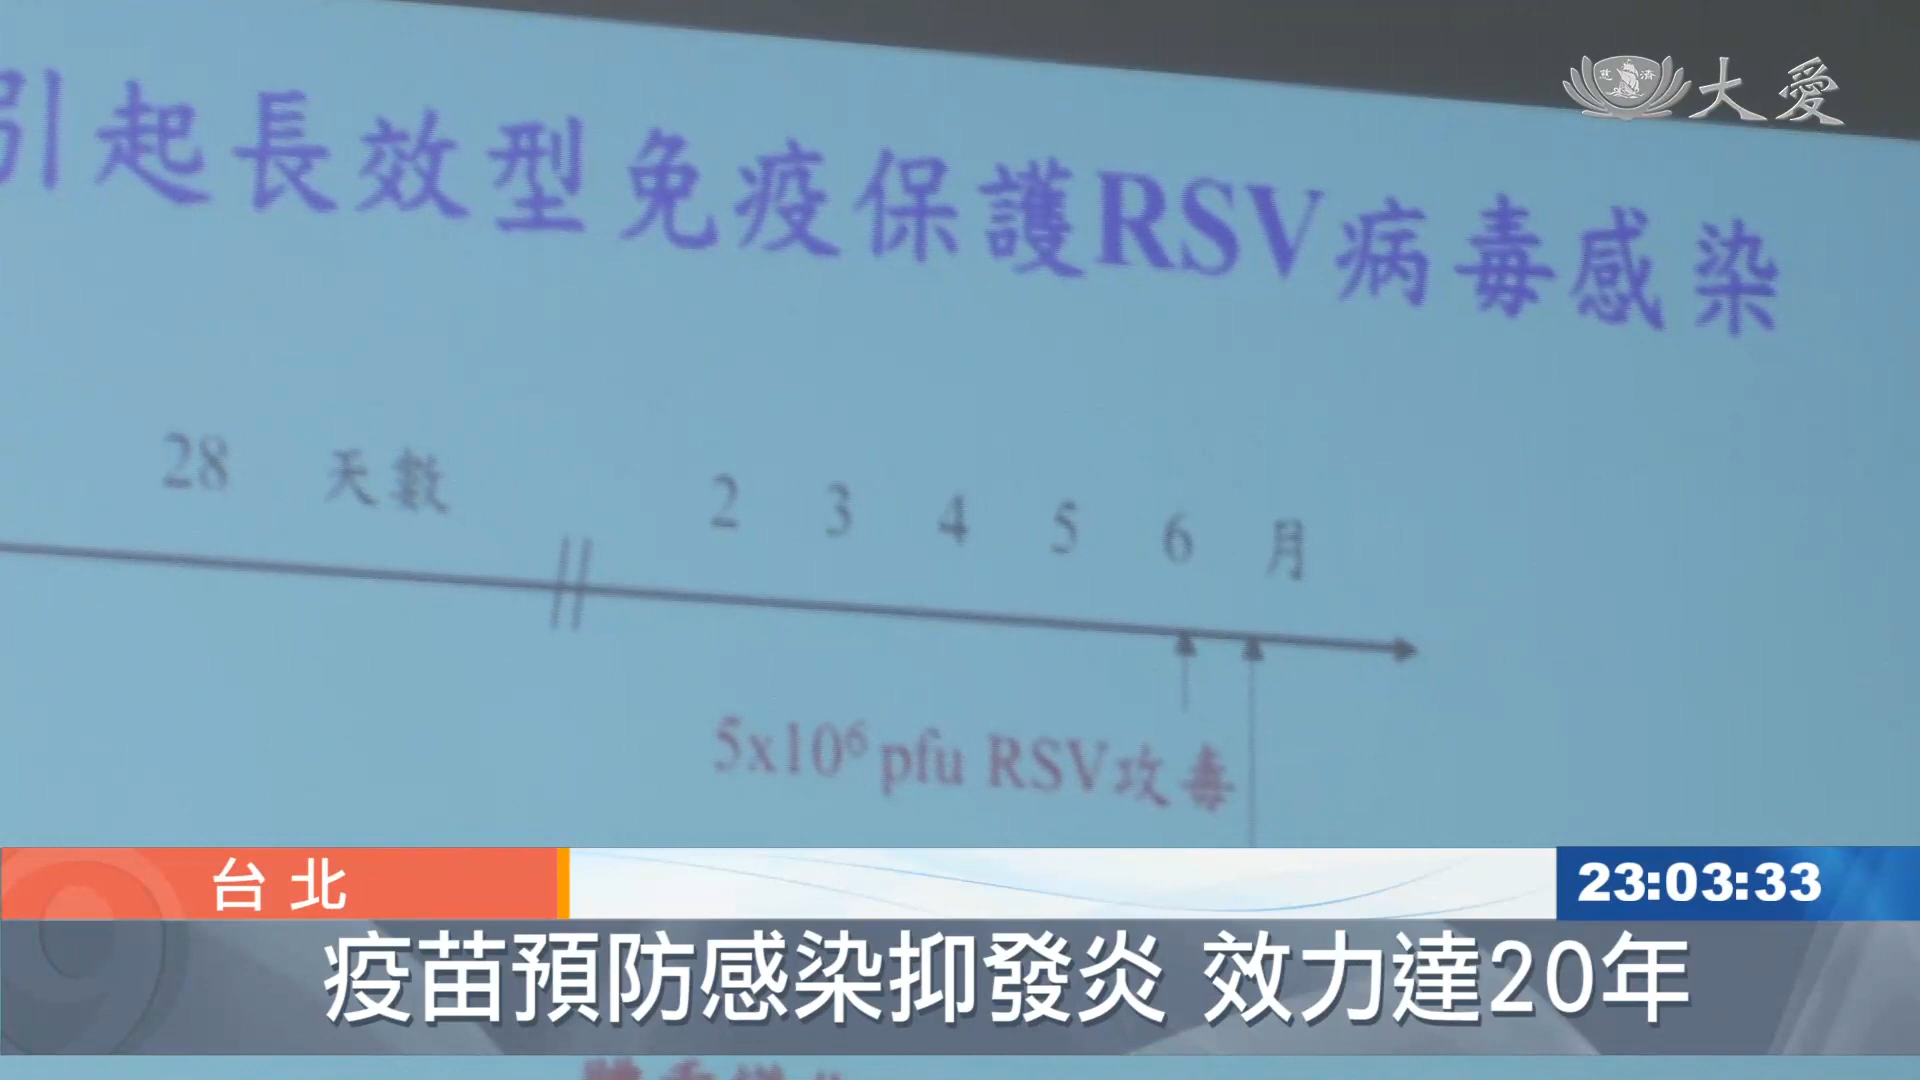 慈濟 大愛
引起長效型免疫保護RSV病毒感染
28 天數 2 3 4 5 6 月
5x10⁶ pfu RSV攻毒
台北
23:03:33
疫苗預防感染抑發炎 效力達20年